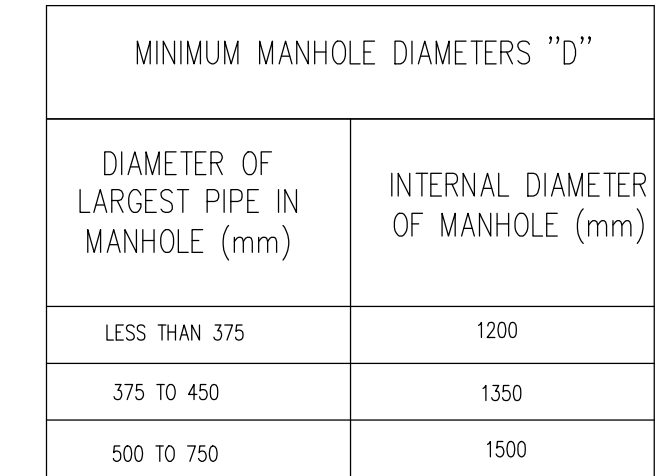 MINIMUM MANHOLE DIAMETERS "D"
DIAMETER OF
LARGEST PIPE IN
MANHOLE (mm)
INTERNAL DIAMETER
OF MANHOLE (mm)
LESS THAN 375
1200
375 TO 450
1350
500 TO 750
1500